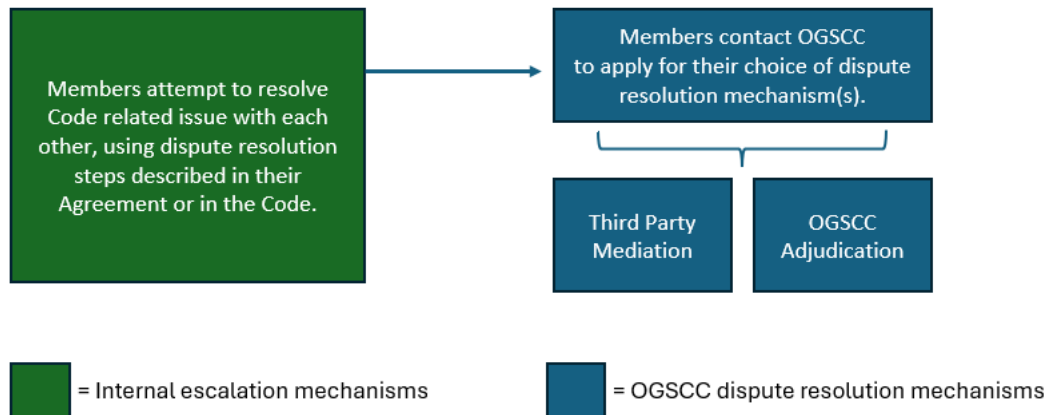 Members attempt to resolve
Code related issue with each
other, using dispute resolution
steps described in their
Agreement or in the Code.
Members contact OGSCC
to apply for their choice of dispute
resolution mechanism(s).
Third Party
Mediation
OGSCC
Adjudication
= Internal escalation mechanisms
= OGSCC dispute resolution mechanisms